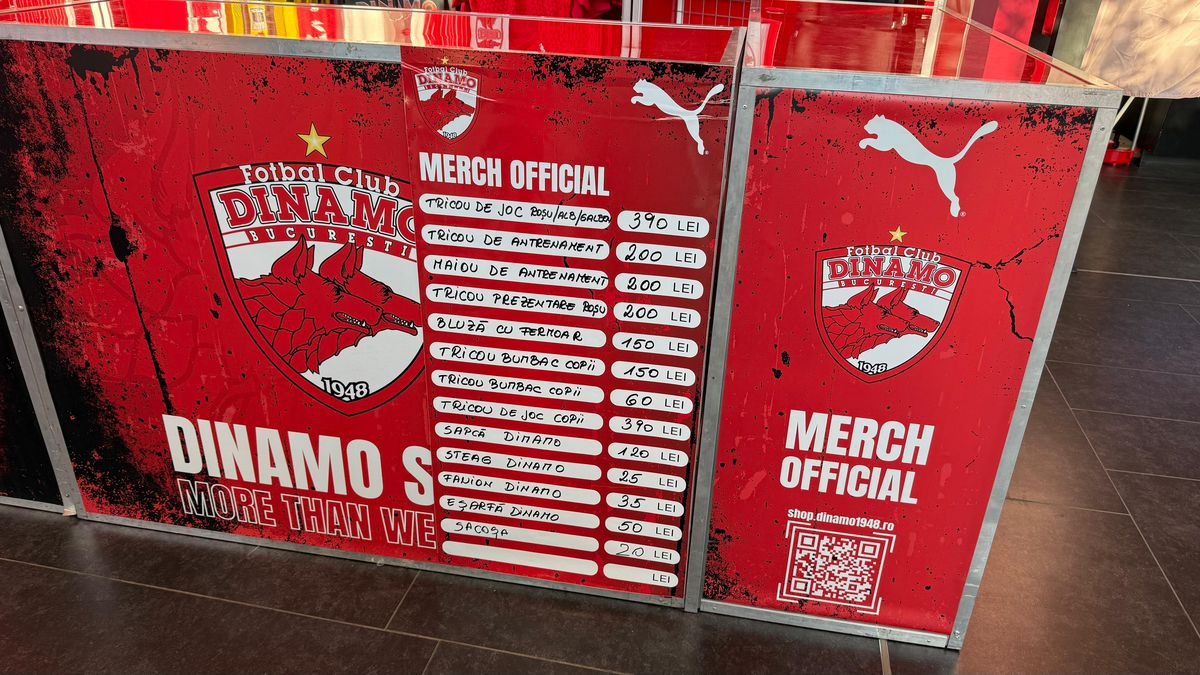 Fotbal Club
DINAMO
BUCURESTI
1948
DINAMO S
MORE THAN WE
Fotbal Club
DINAMO
BUCURESTI
1948
MERCH OFFICIAL
TRICOU DE JOC ROȘU/ALB/GALBEN 390 LEI
TRICOU DE ANTRENAMENT 200 LEI
MAIOU DE ANTRENAMENT 200 LEI
TRICOU PREZENTARE ROȘU 200 LEI
BLUZĂ CU FERMOAR 150 LEI
TRICOU BUMBAC COPII 150 LEI
TRICOU BUMBAC COPII 60 LEI
TRICOU DE JOC COPII 390 LEI
SAPCĂ DINAMO 120 LEI
STEAG DINAMO 25 LEI
FANION DINAMO 35 LEI
EȘARFĂ DINAMO 50 LEI
SACOȘA 20 LEI
LEI
Fotbal Club
DINAMO
BUCURESTI
1948
MERCH
OFFICIAL
shop.dinamo1948.ro